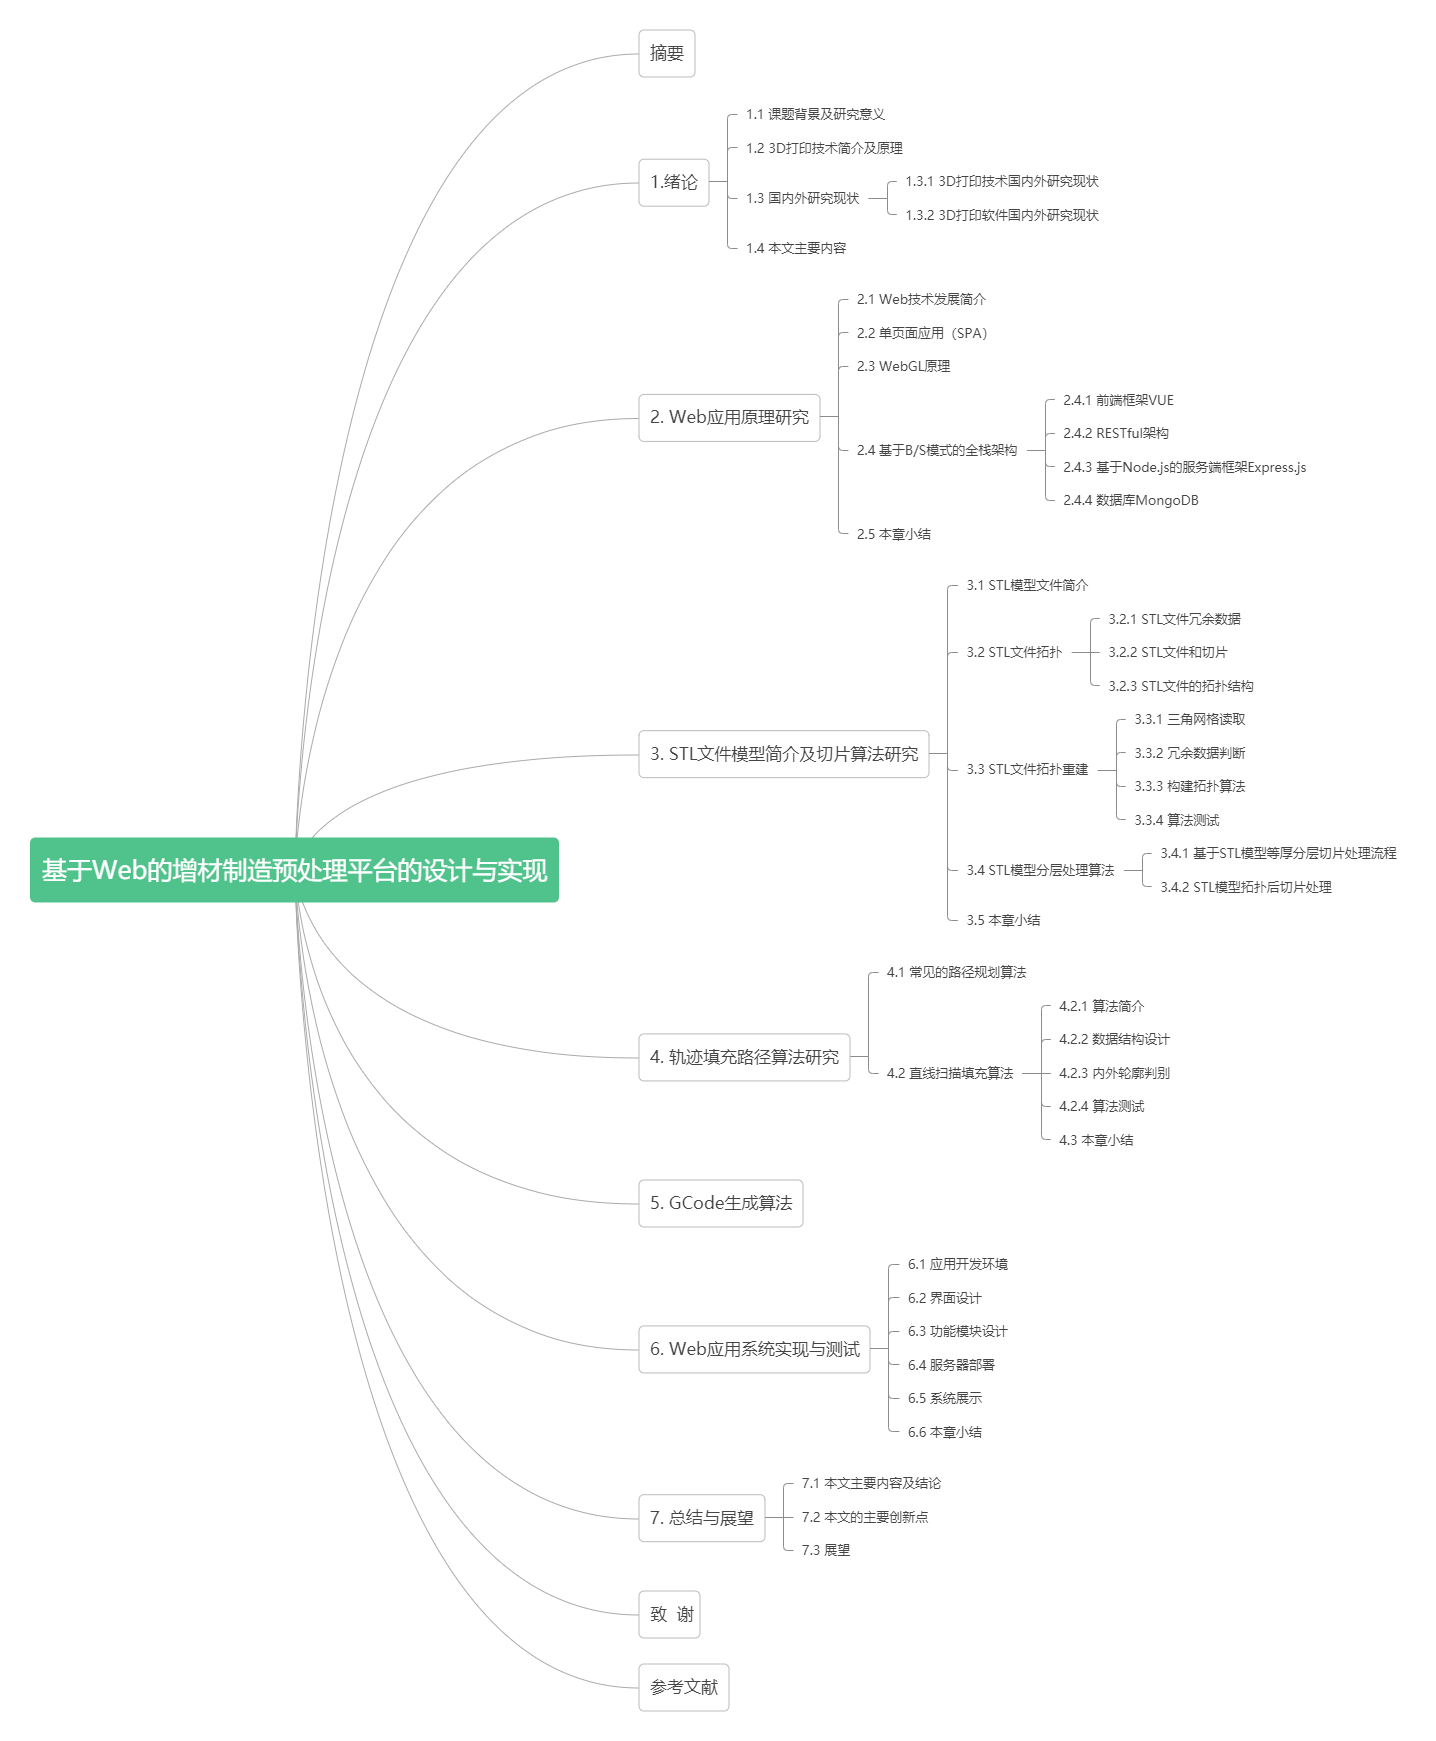 基于Web的增材制造预处理平台的设计与实现
摘要
1.绪论
1.1 课题背景及研究意义
1.2 3D打印技术简介及原理
1.3 国内外研究现状
1.3.1 3D打印技术国内外研究现状
1.3.2 3D打印软件国内外研究现状
1.4 本文主要内容
2. Web应用原理研究
2.1 Web技术发展简介
2.2 单页面应用（SPA）
2.3 WebGL原理
2.4 基于B/S模式的全栈架构
2.4.1 前端框架VUE
2.4.2 RESTful架构
2.4.3 基于Node.js的服务端框架Express.js
2.4.4 数据库MongoDB
2.5 本章小结
3. STL文件模型简介及切片算法研究
3.1 STL模型文件简介
3.2 STL文件拓扑
3.2.1 STL文件冗余数据
3.2.2 STL文件和切片
3.2.3 STL文件的拓扑结构
3.3 STL文件拓扑重建
3.3.1 三角网格读取
3.3.2 冗余数据判断
3.3.3 构建拓扑算法
3.3.4 算法测试
3.4 STL模型分层处理算法
3.4.1 基于STL模型等厚分层切片处理流程
3.4.2 STL模型拓扑后切片处理
3.5 本章小结
4. 轨迹填充路径算法研究
4.1 常见的路径规划算法
4.2 直线扫描填充算法
4.2.1 算法简介
4.2.2 数据结构设计
4.2.3 内外轮廓判别
4.2.4 算法测试
4.3 本章小结
5. GCode生成算法
6. Web应用系统实现与测试
6.1 应用开发环境
6.2 界面设计
6.3 功能模块设计
6.4 服务器部署
6.5 系统展示
6.6 本章小结
7. 总结与展望
7.1 本文主要内容及结论
7.2 本文的主要创新点
7.3 展望
致 谢
参考文献